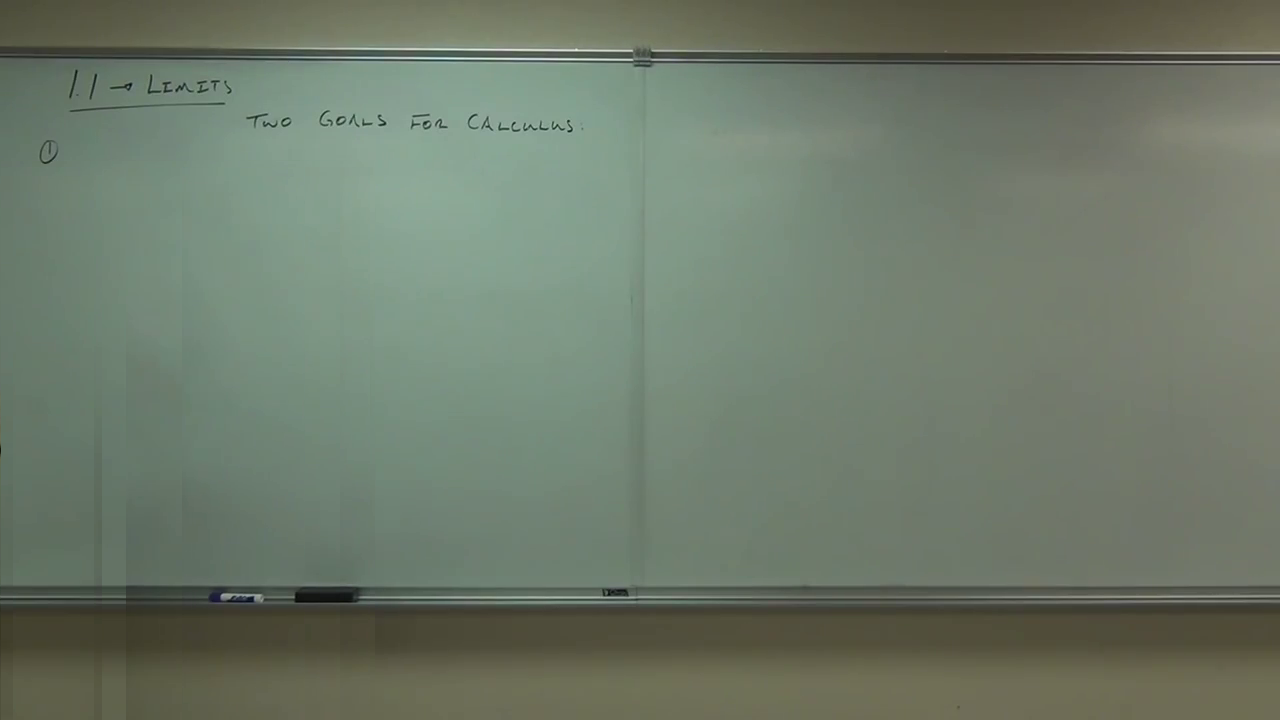 1.1 → LIMITS
TWO GOALS FOR CALCULUS:
①